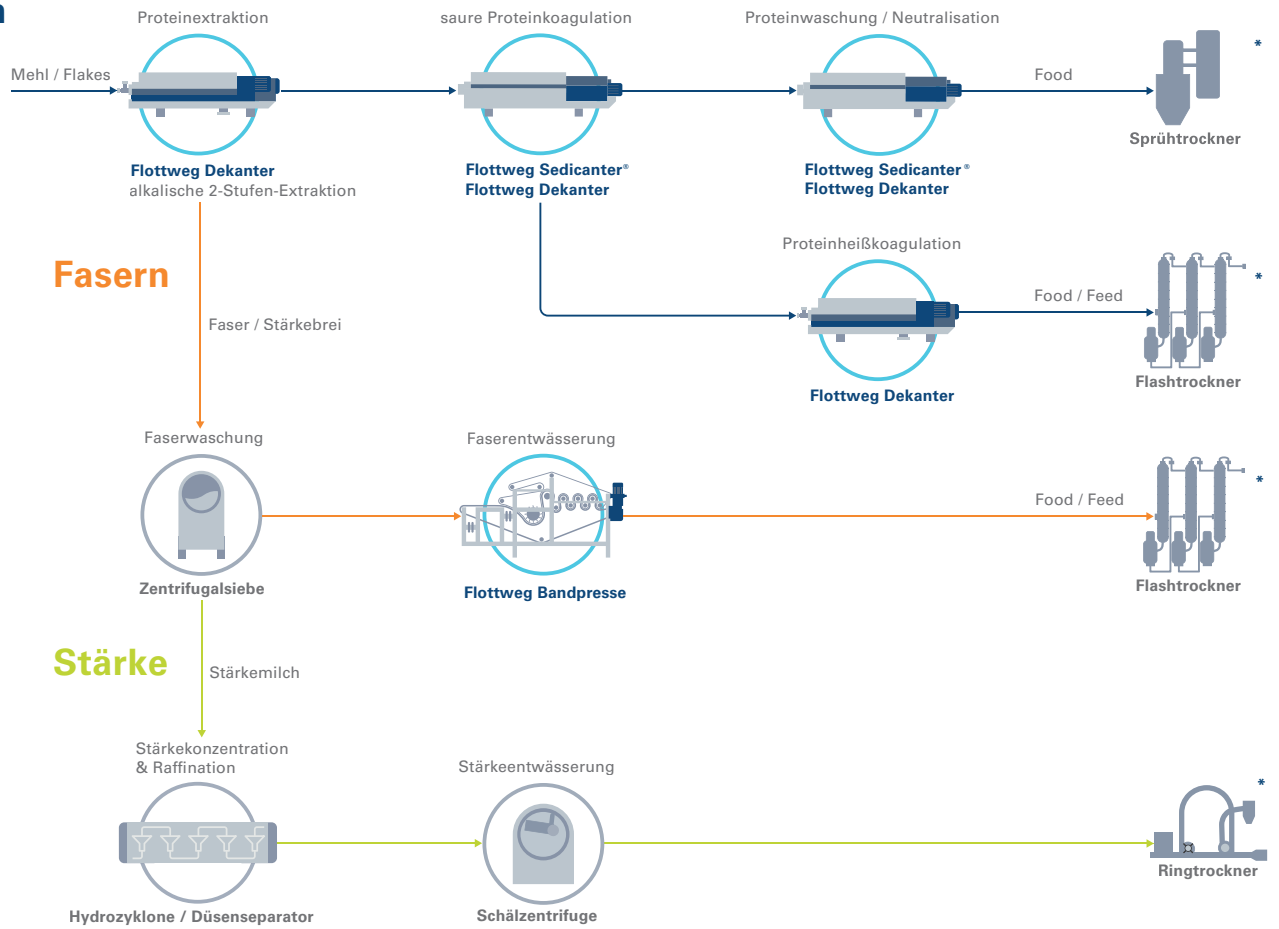 n
Proteinextraktion
saure Proteinkoagulation
Proteinwaschung / Neutralisation
*
Mehl / Flakes
Food
Sprühtrockner
Flottweg Dekanter
alkalische 2-Stufen-Extraktion
Flottweg Sedicanter®
Flottweg Dekanter
Flottweg Sedicanter®
Flottweg Dekanter
Proteinheißkoagulation
Fasern
Food / Feed
*
Faser / Stärkebrei
Flashtrockner
Flottweg Dekanter
Faserwaschung
Faserentwässerung
Food / Feed
*
Zentrifugalsiebe
Flottweg Bandpresse
Flashtrockner
Stärke
Stärkemilch
Stärkekonzentration
& Raffination
Stärkeentwässerung
*
Ringtrockner
Hydrozyklone / Düsenseparator
Schälzentrifuge